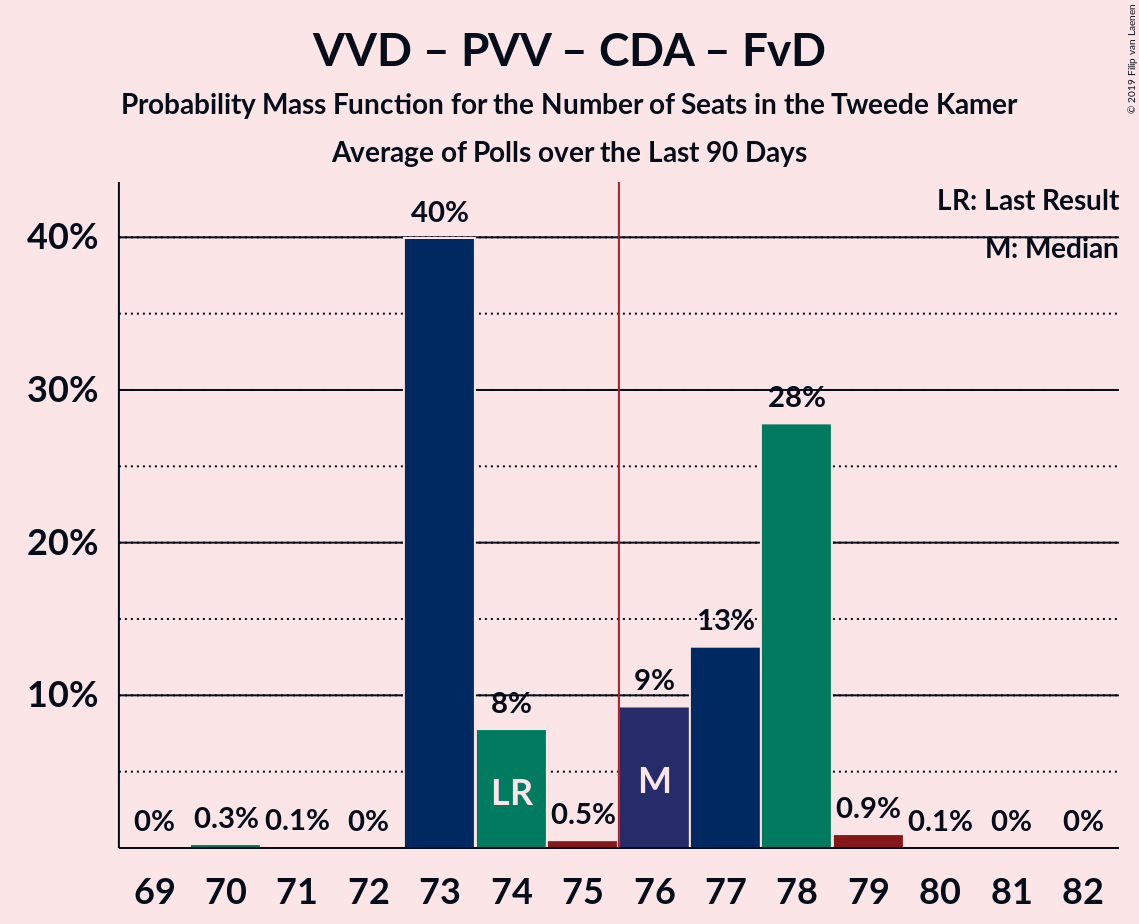 VVD – PVV – CDA – FvD
Probability Mass Function for the Number of Seats in the Tweede Kamer
Average of Polls over the Last 90 Days
© 2019 Filip van Laenen
LR: Last Result
M: Median
40%
30%
20%
10%
0%
0.3%
0.1%
0%
40%
8%
0.5%
9%
13%
28%
0.9%
0.1%
0%
0%
LR
M
69 70 71 72 73 74 75 76 77 78 79 80 81 82